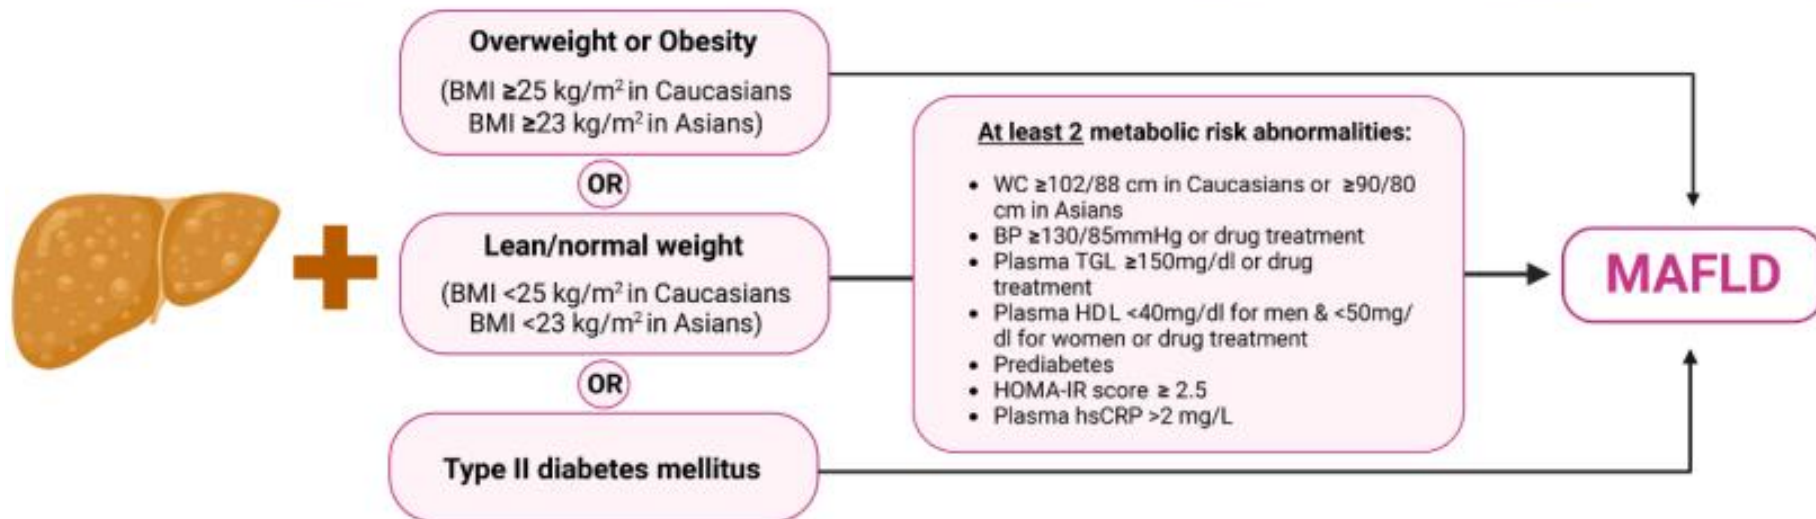 Overweight or Obesity
(BMI ≥25 kg/m² in Caucasians
BMI ≥23 kg/m² in Asians)
OR
Lean/normal weight
(BMI <25 kg/m² in Caucasians
BMI <23 kg/m² in Asians)
OR
Type II diabetes mellitus
At least 2 metabolic risk abnormalities:
• WC ≥102/88 cm in Caucasians or ≥90/80
cm in Asians
• BP ≥130/85mmHg or drug treatment
• Plasma TGL ≥150mg/dl or drug
treatment
• Plasma HDL <40mg/dl for men & <50mg/
dl for women or drug treatment
• Prediabetes
• HOMA-IR score ≥ 2.5
• Plasma hsCRP >2 mg/L
MAFLD